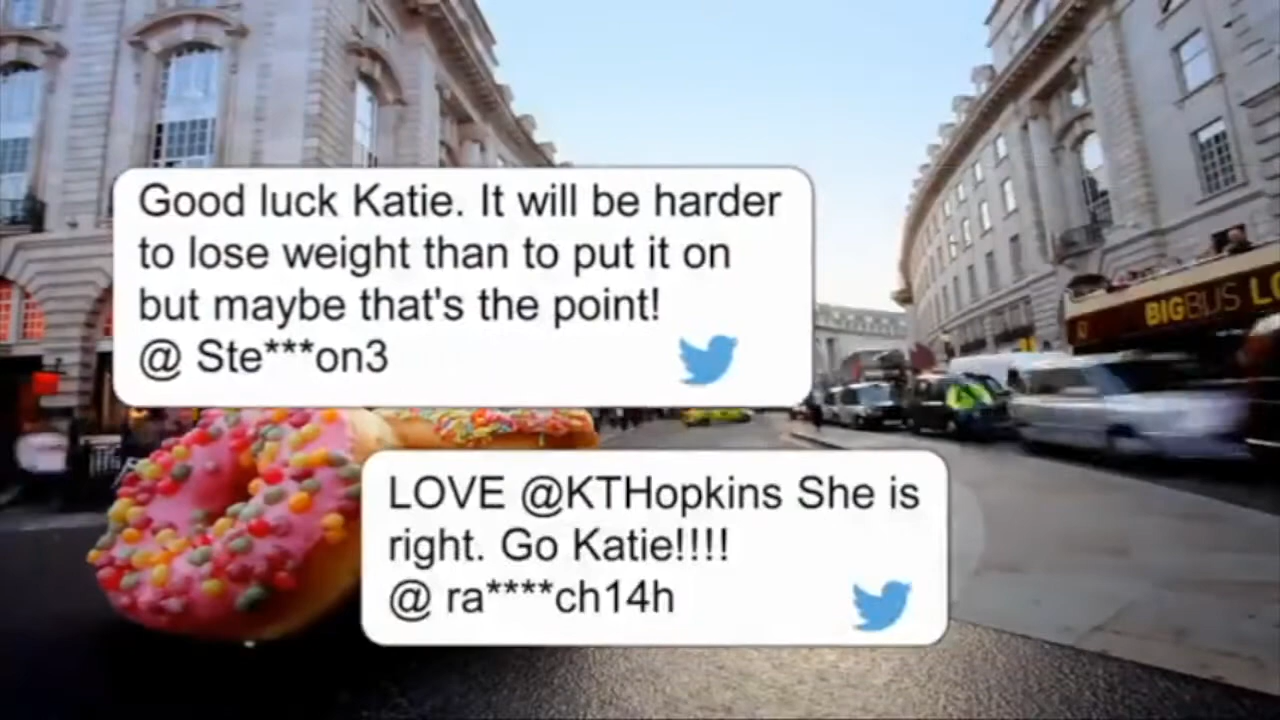 Good luck Katie. It will be harder
to lose weight than to put it on
but maybe that's the point!
@ Ste***on3
LOVE @KTHopkins She is
right. Go Katie!!!!
@ ra****ch14h
BIGBUS LO